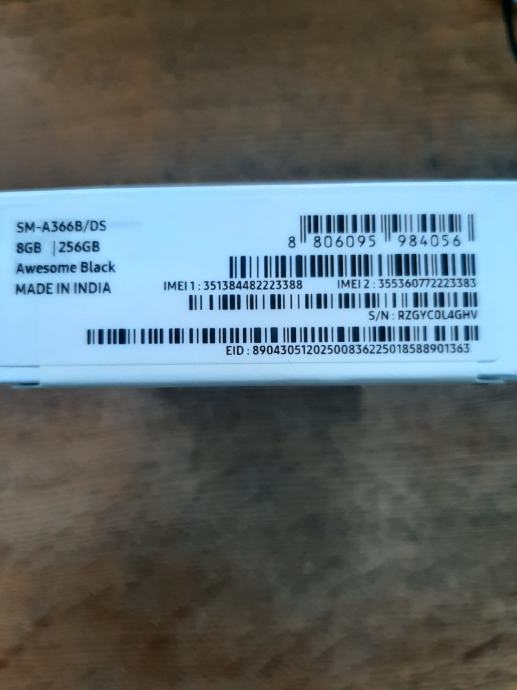 SM-A366B/DS
8GB | 256GB
Awesome Black
MADE IN INDIA
8 806095 984056
IMEI 1 : 351384482223388 IMEI 2 : 355360772223383
S/N : RZGYC0L4GHV
EID : 89043051202500836225018588901363